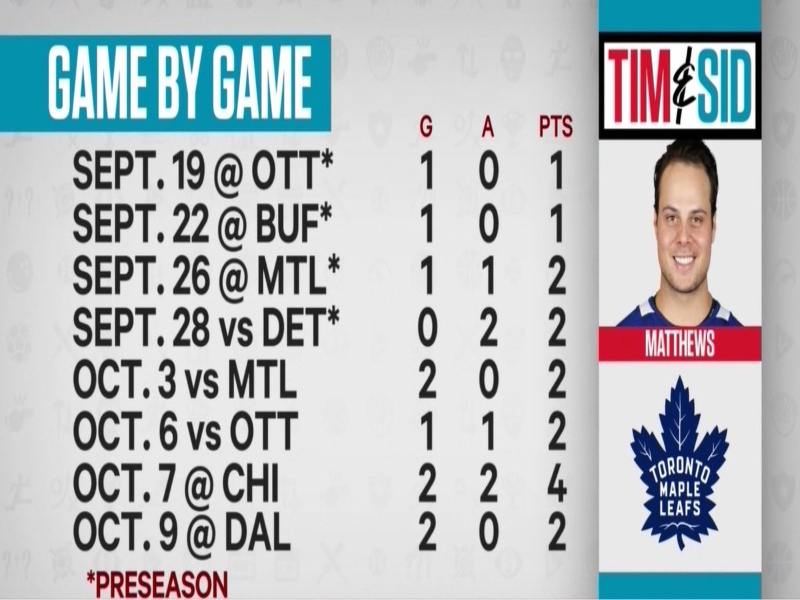 GAME BY GAME
G A PTS
SEPT. 19 @ OTT* 1 0 1
SEPT. 22 @ BUF* 1 0 1
SEPT. 26 @ MTL* 1 1 2
SEPT. 28 vs DET* 0 2 2
OCT. 3 vs MTL 2 0 2
OCT. 6 vs OTT 1 1 2
OCT. 7 @ CHI 2 2 4
OCT. 9 @ DAL 2 0 2
*PRESEASON
TIM & SID
MATTHEWS
TORONTO
MAPLE
LEAFS